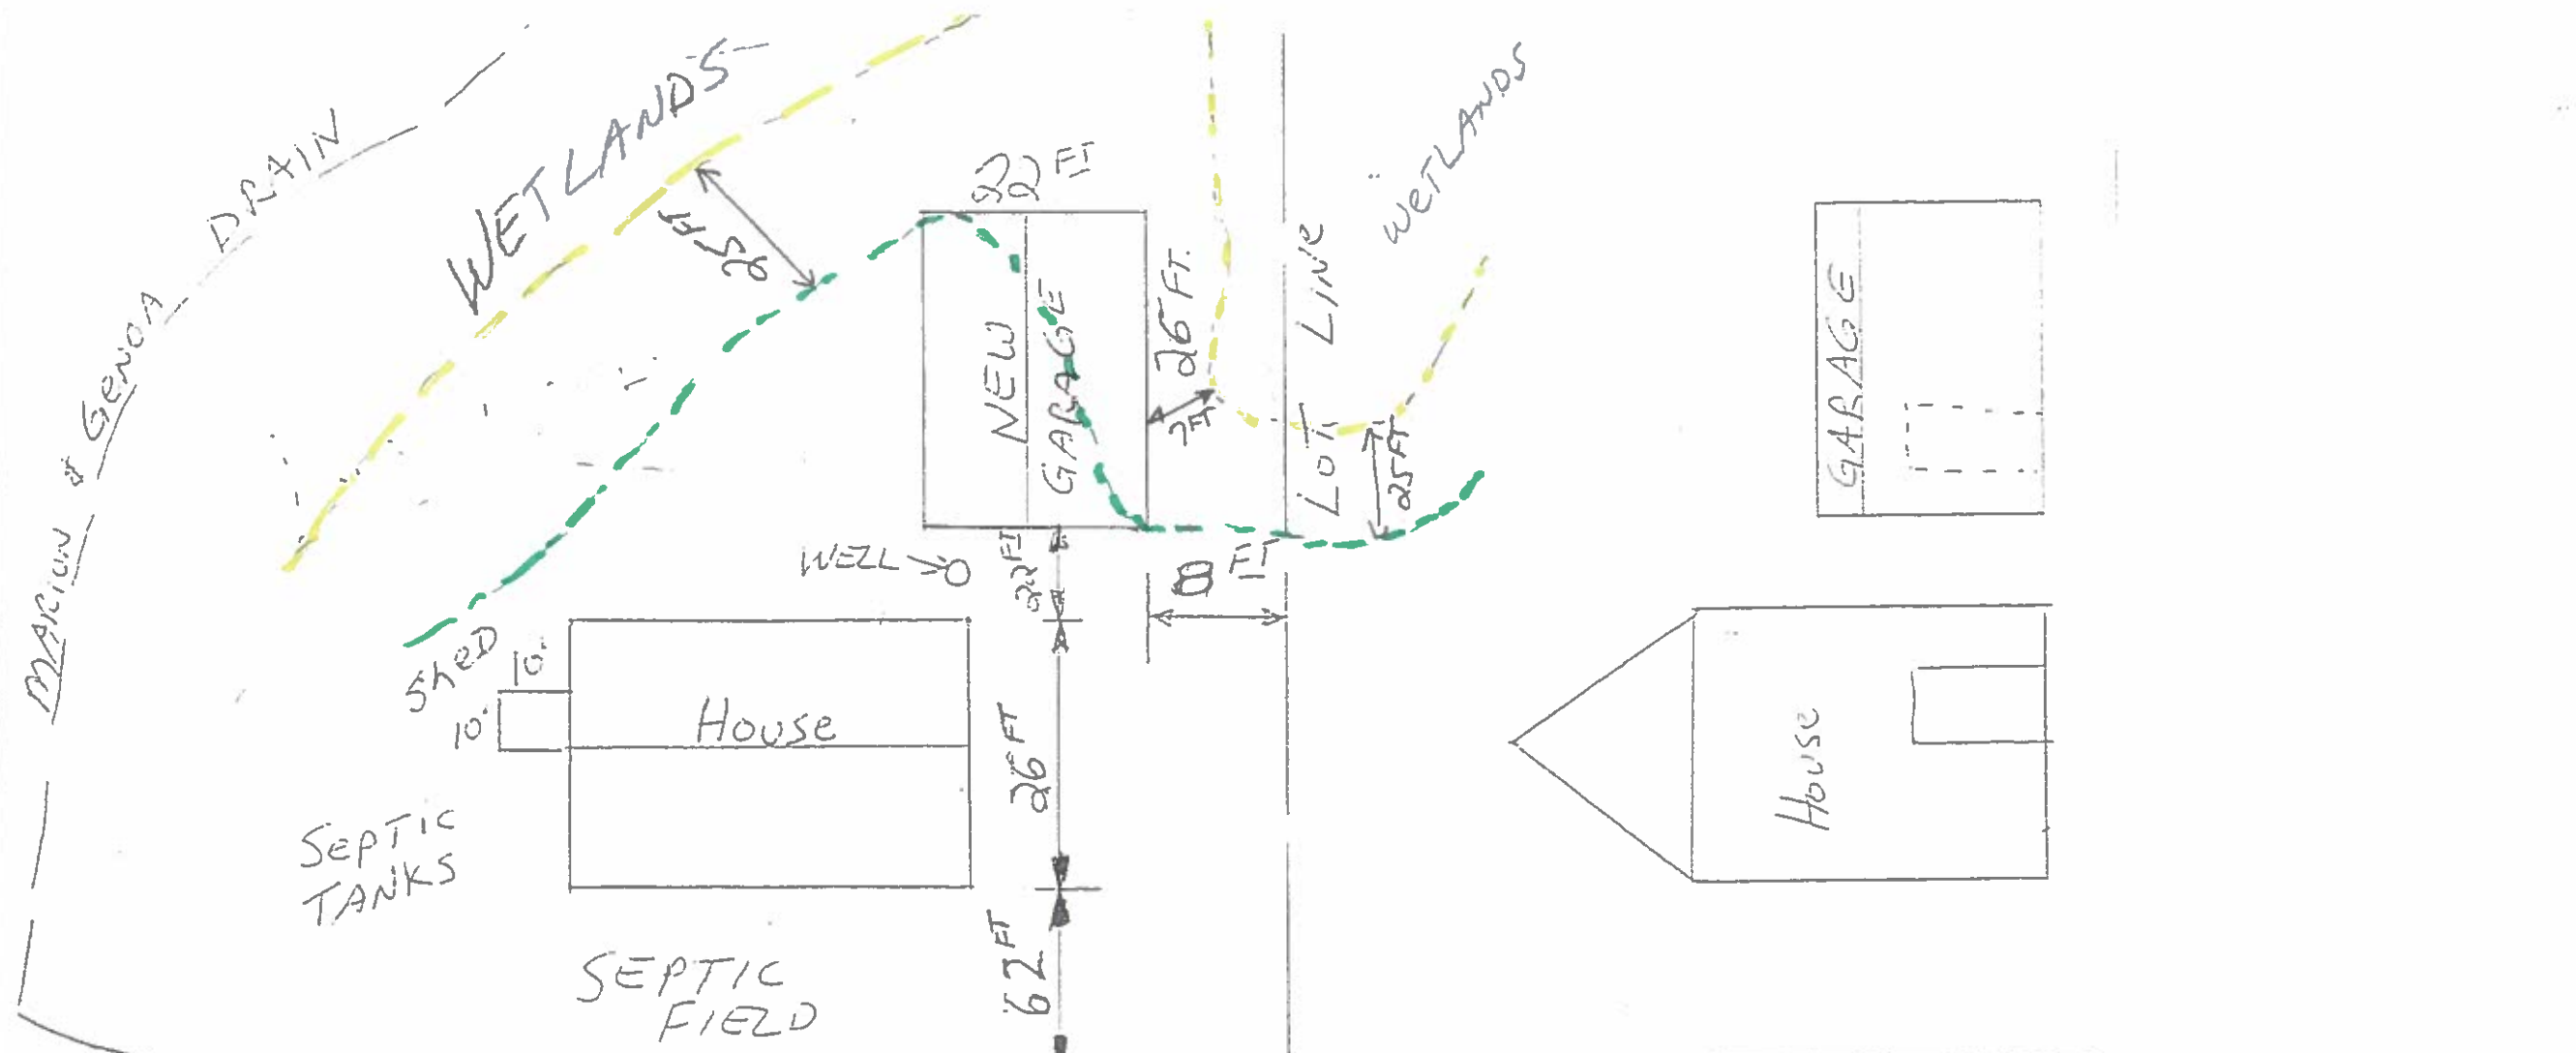 MARION & GENOA DRAIN
WETLANDS
25 FT
22 FT
NEW
GARAGE
26 FT.
7FT
LOT LINE
WeTLANDS
25FT
GARAGE
WELL
22FT
8 FT
ShED
10'
10'
House
26 FT
House
SEPTIC
TANKS
62 FT
SEPTIC
FIELD